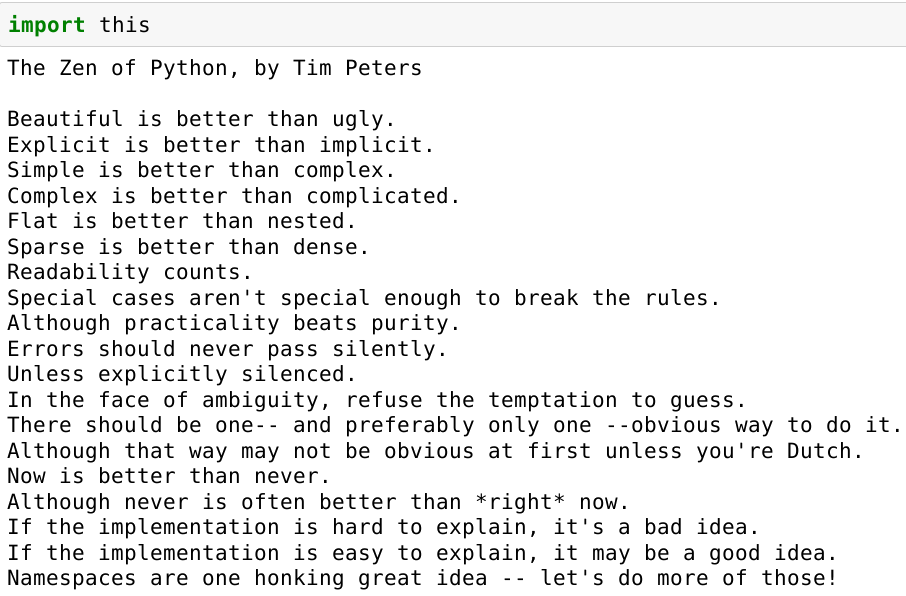 import this
The Zen of Python, by Tim Peters
Beautiful is better than ugly.
Explicit is better than implicit.
Simple is better than complex.
Complex is better than complicated.
Flat is better than nested.
Sparse is better than dense.
Readability counts.
Special cases aren't special enough to break the rules.
Although practicality beats purity.
Errors should never pass silently.
Unless explicitly silenced.
In the face of ambiguity, refuse the temptation to guess.
There should be one-- and preferably only one --obvious way to do it.
Although that way may not be obvious at first unless you're Dutch.
Now is better than never.
Although never is often better than *right* now.
If the implementation is hard to explain, it's a bad idea.
If the implementation is easy to explain, it may be a good idea.
Namespaces are one honking great idea -- let's do more of those!